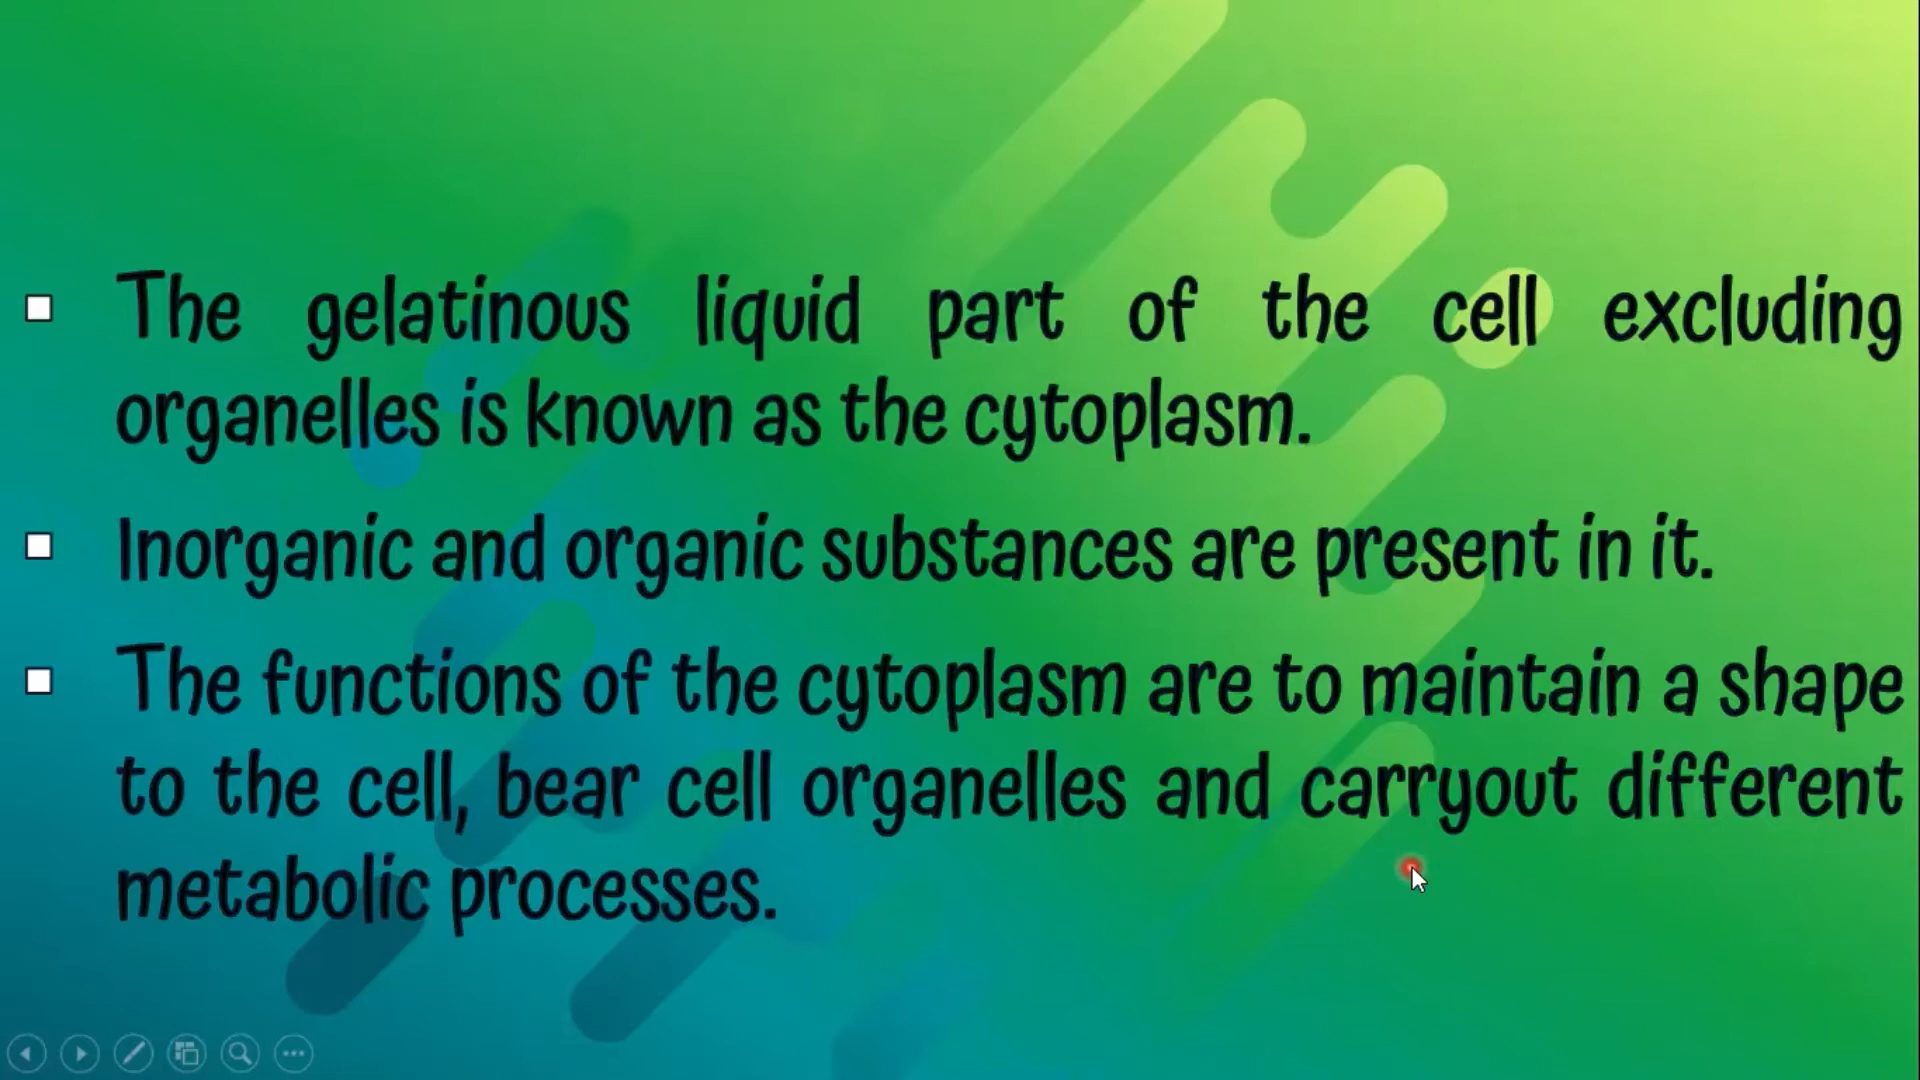 The gelatinous liquid part of the cell excluding
organelles is known as the cytoplasm.
Inorganic and organic substances are present in it.
The functions of the cytoplasm are to maintain a shape
to the cell, bear cell organelles and carryout different
metabolic processes.